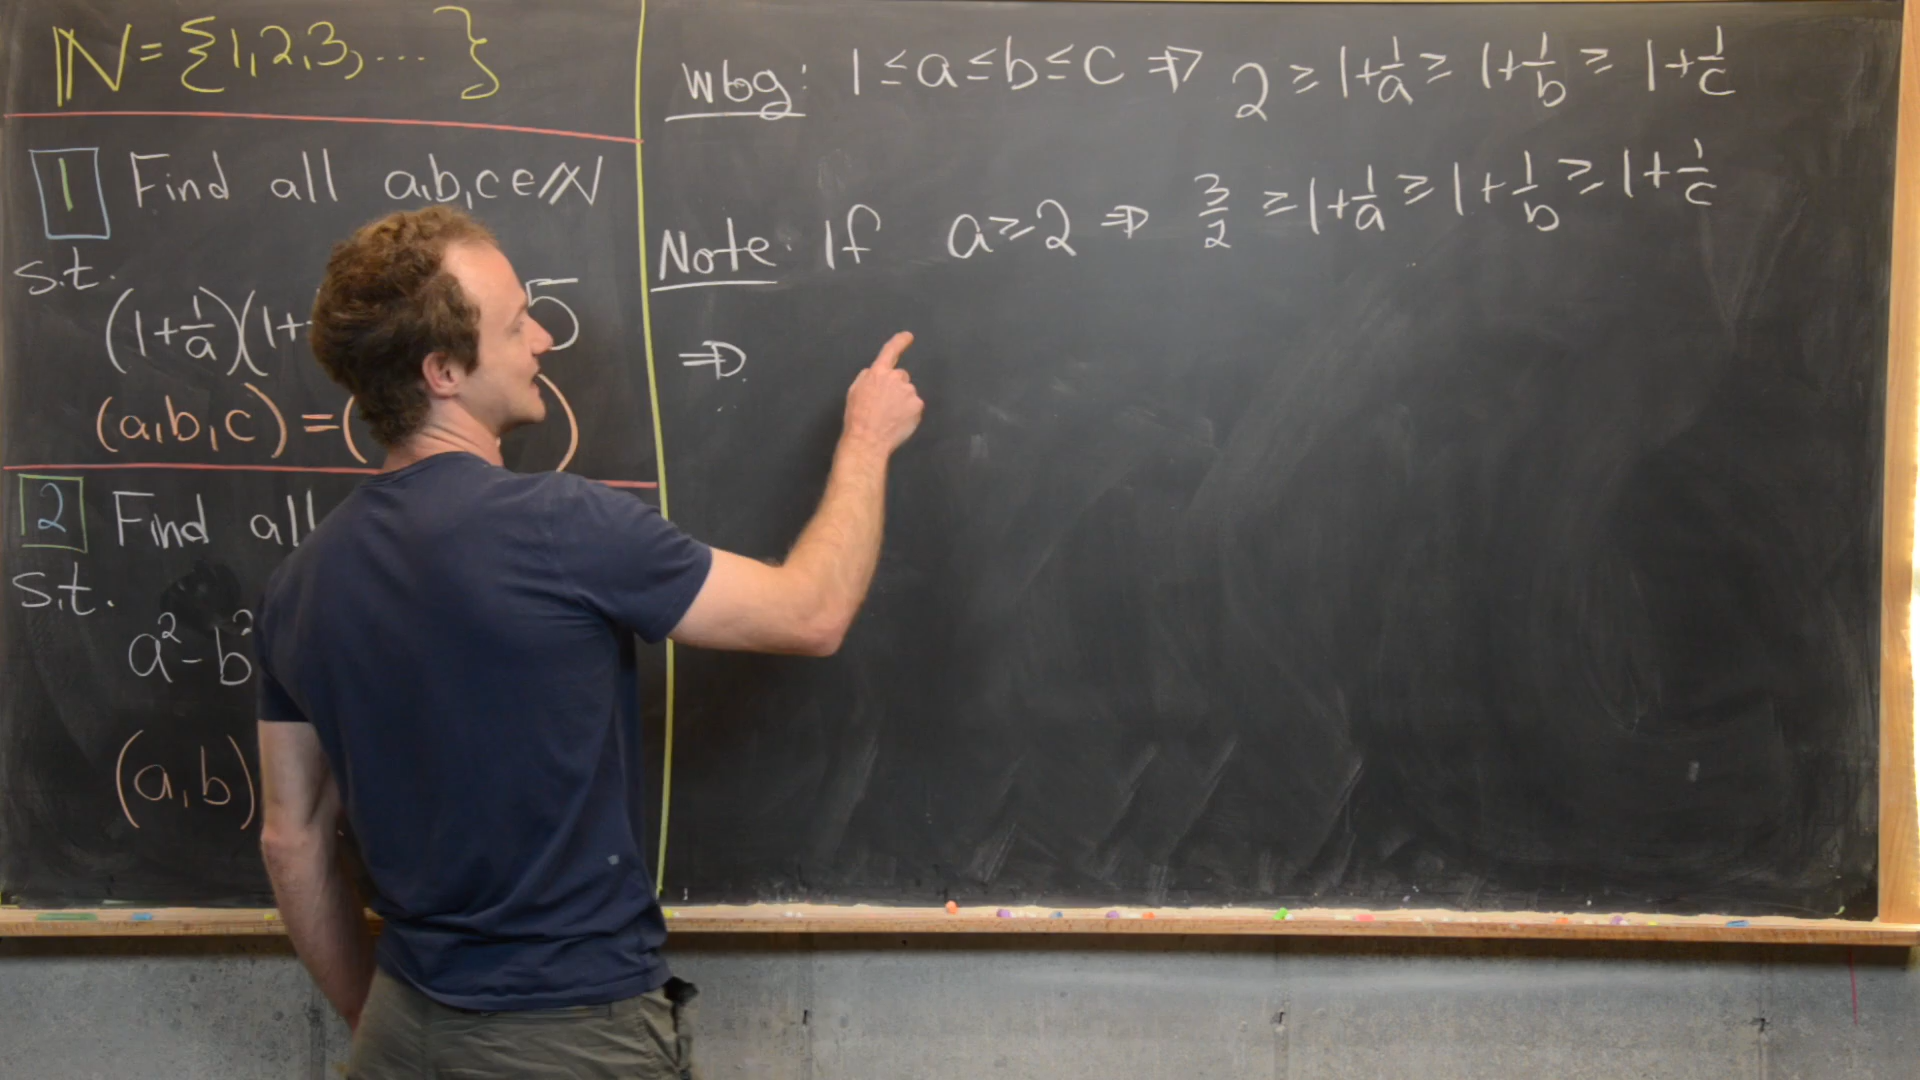 ℕ = {1,2,3,...}
1 Find all a,b,c ∈ ℕ
s.t.
(1+1/a)(1+ 5
(a,b,c) = ( )
2 Find all
s.t.
a² - b²
(a,b)
Wlog: 1 ≤ a ≤ b ≤ c ⇒ 2 ≥ 1+1/a ≥ 1+1/b ≥ 1+1/c
Note: If a ≥ 2 ⇒ 3/2 ≥ 1+1/a ≥ 1+1/b ≥ 1+1/c
⇒